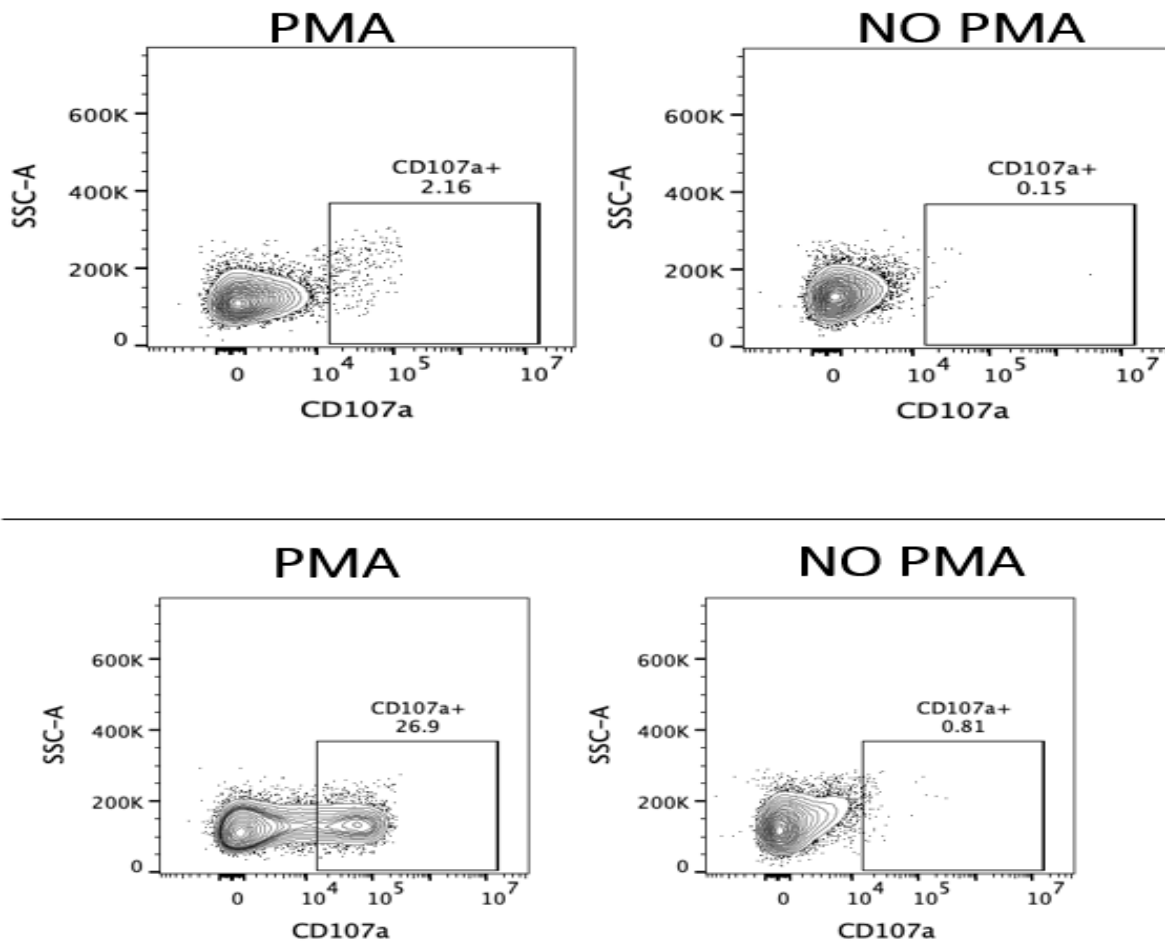 PMA
NO PMA
600K
400K
200K
0
SSC-A
CD107a+
2.16
0 10^4 10^5 10^7
CD107a
600K
400K
200K
0
SSC-A
CD107a+
0.15
0 10^4 10^5 10^7
CD107a
PMA
NO PMA
600K
400K
200K
0
SSC-A
CD107a+
26.9
0 10^4 10^5 10^7
CD107a
600K
400K
200K
0
SSC-A
CD107a+
0.81
0 10^4 10^5 10^7
CD107a